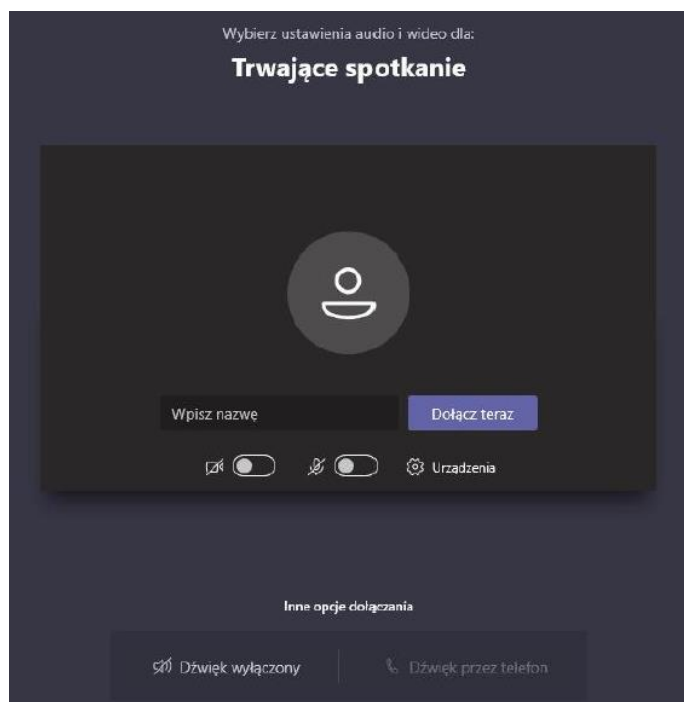 Wybierz ustawienia audio i wideo dla:
Trwające spotkanie
Wpisz nazwę
Dołącz teraz
Urządzenia
Inne opcje dołączania
Dźwięk wyłączony
Dźwięk przez telefon